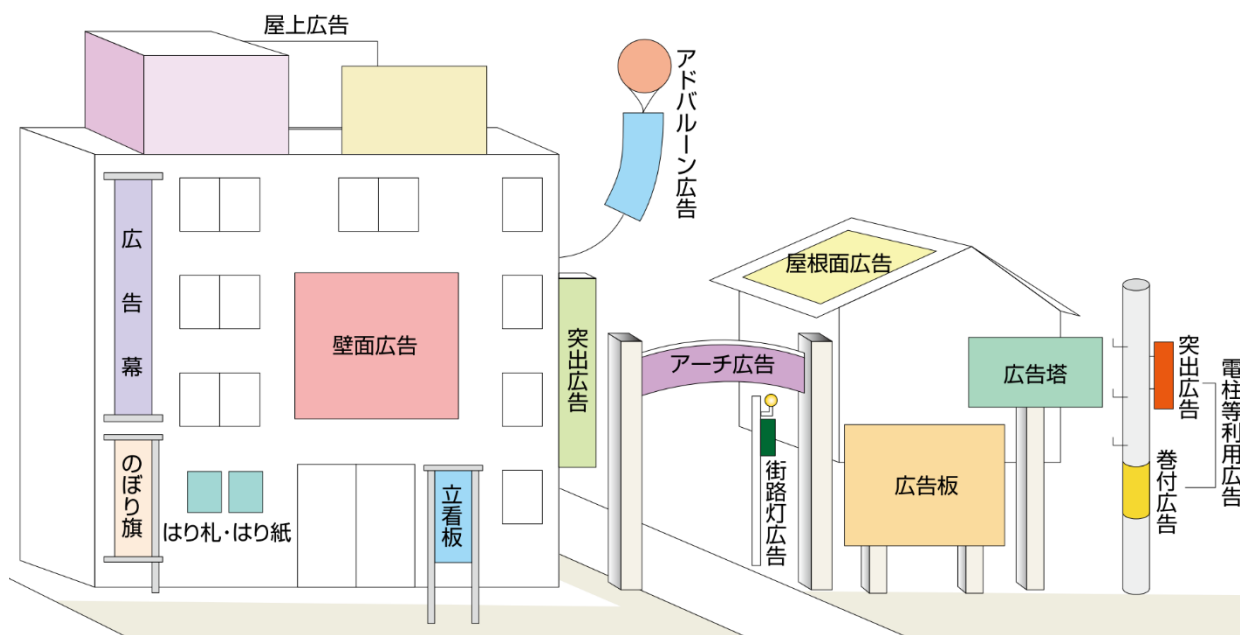 屋上広告
アドバルーン広告
広告幕
壁面広告
突出広告
のぼり旗
はり札・はり紙
立看板
屋根面広告
アーチ広告
街路灯広告
広告塔
広告板
突出広告
巻付広告
電柱等利用広告